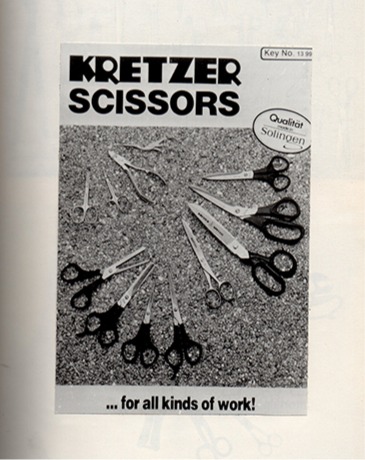 Key No. 13 99
KRETZER
SCISSORS
Qualität
Solingen
... for all kinds of work!